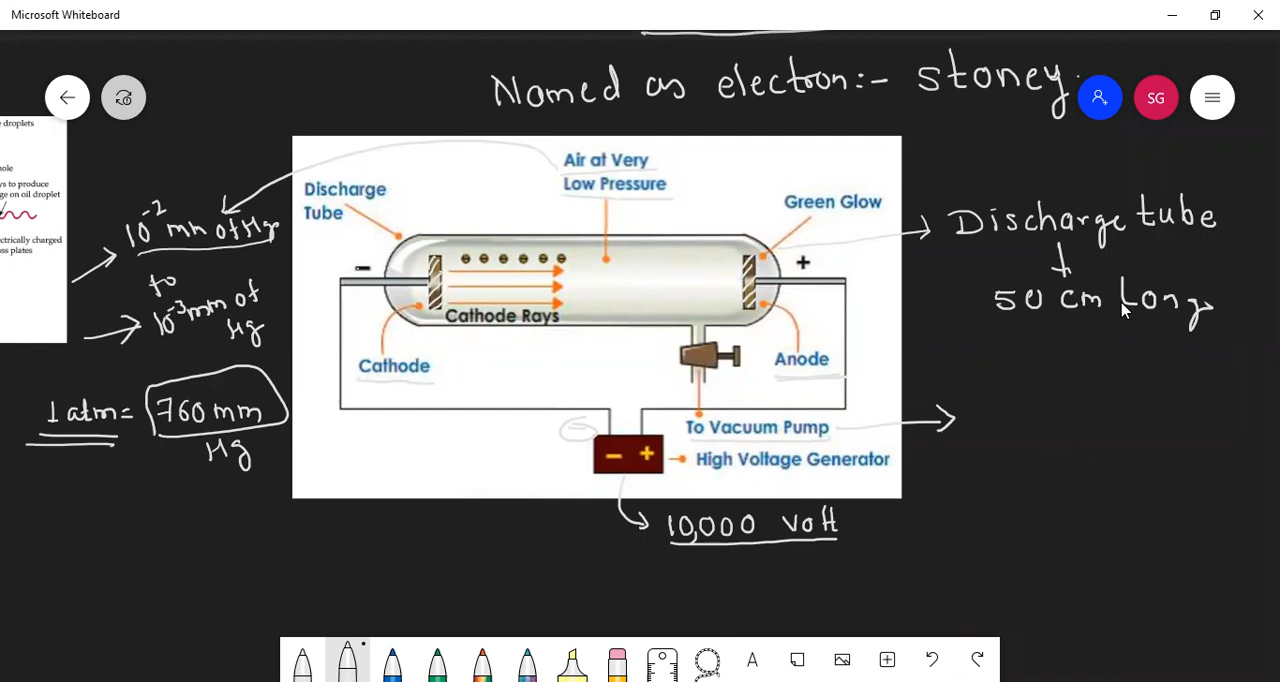 Microsoft Whiteboard
Named as electron:- stoney.
SG
e droplets
ole
ys to produce
ge on oil droplet
ectrically charged
ss plates
10-2 mm of Hg
to
10-3 mm of
Hg
1 atm = 760 mm
Hg
Air at Very
Low Pressure
Discharge
Tube
Green Glow
-
+
Cathode Rays
Cathode
Anode
To Vacuum Pump
- +
High Voltage Generator
10,000 volt
Discharge tube
50 cm Long
A